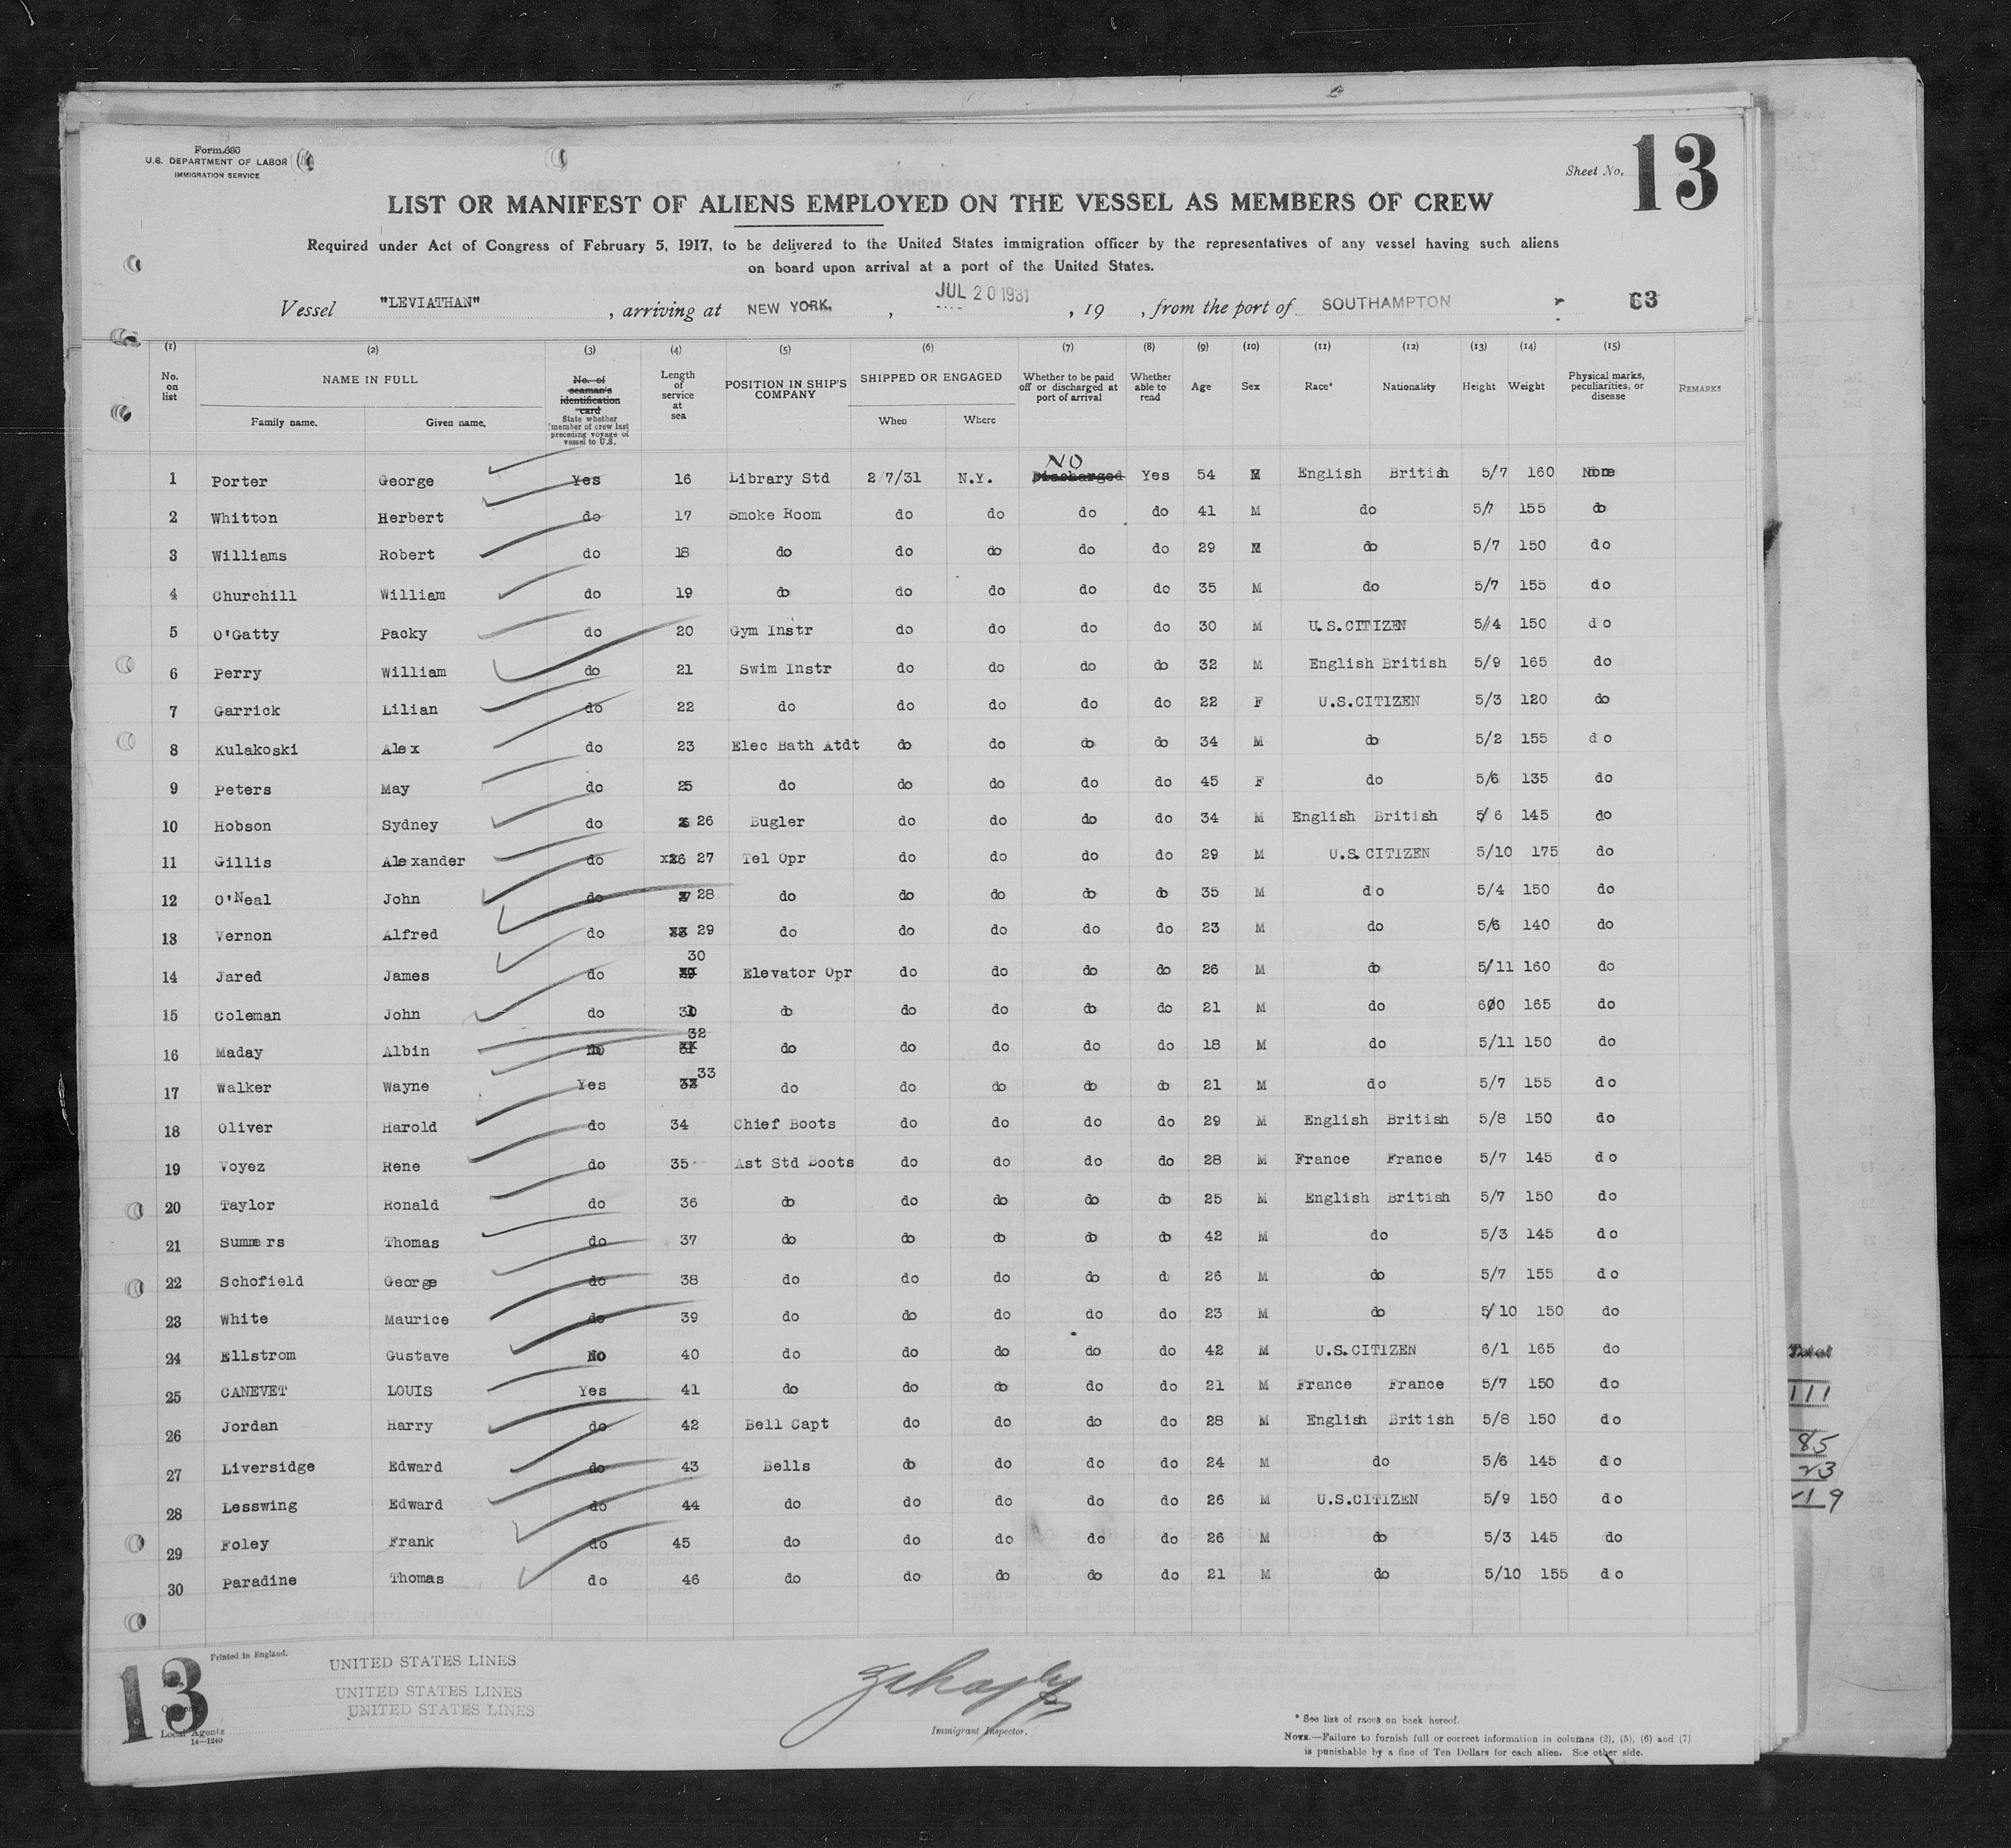 Form 680
U.S. DEPARTMENT OF LABOR
IMMIGRATION SERVICE
Sheet No. 13
LIST OR MANIFEST OF ALIENS EMPLOYED ON THE VESSEL AS MEMBERS OF CREW
Required under Act of Congress of February 5, 1917, to be delivered to the United States immigration officer by the representatives of any vessel having such aliens
on board upon arrival at a port of the United States.
Vessel "LEVIATHAN", arriving at NEW YORK, JUL 20 1931, 19 , from the port of SOUTHAMPTON 63
(1) (2) (3) (4) (5) (6) (7) (8) (9) (10) (11) (12) (13) (14) (15)
No. on list NAME IN FULL Family name. Given name. No. of seaman's identification card State whether member of crew last preceding voyage of vessel to U.S. Length of service at sea POSITION IN SHIP'S COMPANY SHIPPED OR ENGAGED When Where Whether to be paid off or discharged at port of arrival Whether able to read Age Sex Race* Nationality Height Weight Physical marks, peculiarities, or disease REMARKS
NO
1 Porter George Yes 16 Library Std 2/7/31 N.Y. Discharged Yes 54 M English British 5/7 160 None
2 Whitton Herbert do 17 Smoke Room do do do do 41 M do 5/7 155 do
3 Williams Robert do 18 do do do do do 29 M do 5/7 150 do
4 Churchill William do 19 do do do do do 35 M do 5/7 155 do
5 O'Gatty Packy do 20 Gym Instr do do do do 30 M U.S.CITIZEN 5/4 150 do
6 Perry William do 21 Swim Instr do do do do 32 M English British 5/9 165 do
7 Garrick Lilian do 22 do do do do do 22 F U.S.CITIZEN 5/3 120 do
8 Kulakoski Alex do 23 Elec Bath Atdt do do do do 34 M do 5/2 155 do
9 Peters May do 25 do do do do do 45 F do 5/6 135 do
10 Hobson Sydney do 26 Bugler do do do do 34 M English British 5/6 145 do
11 Gillis Alexander do 27 Tel Opr do do do do 29 M U.S.CITIZEN 5/10 175 do
12 O'Neal John do 28 do do do do do 35 M do 5/4 150 do
13 Vernon Alfred do 29 do do do do do 23 M do 5/6 140 do
14 Jared James do 30 Elevator Opr do do do do 26 M do 5/11 160 do
15 Coleman John do 31 do do do do do 21 M do 6/00 165 do
16 Maday Albin No 32 do do do do do 18 M do 5/11 150 do
17 Walker Wayne Yes 33 do do do do do 21 M do 5/7 155 do
18 Oliver Harold do 34 Chief Boots do do do do 29 M English British 5/8 150 do
19 Voyez Rene do 35 Ast Std Boots do do do do 28 M France France 5/7 145 do
20 Taylor Ronald do 36 do do do do do 25 M English British 5/7 150 do
21 Summers Thomas do 37 do do do do do 42 M do 5/3 145 do
22 Schofield George do 38 do do do do do 26 M do 5/7 155 do
23 White Maurice do 39 do do do do do 23 M do 5/10 150 do
24 Ellstrom Gustave No 40 do do do do do 42 M U.S.CITIZEN 6/1 165 do
25 CANEVET LOUIS Yes 41 do do do do do 21 M France France 5/7 150 do
26 Jordan Harry do 42 Bell Capt do do do do 28 M English British 5/8 150 do
27 Liversidge Edward do 43 Bells do do do do 24 M do 5/6 145 do
28 Lesswing Edward do 44 do do do do do 26 M U.S.CITIZEN 5/9 150 do
29 Foley Frank do 45 do do do do do 26 M do 5/3 145 do
30 Paradine Thomas do 46 do do do do do 21 M do 5/10 155 do
Total
111
85
23
19
Printed in England.
13
UNITED STATES LINES
UNITED STATES LINES
UNITED STATES LINES
Local Agents
14—1240
Immigrant Inspector.
* See list of races on back hereof.
NOTE.—Failure to furnish full or correct information in columns (2), (5), (6) and (7)
is punishable by a fine of Ten Dollars for each alien. See other side.